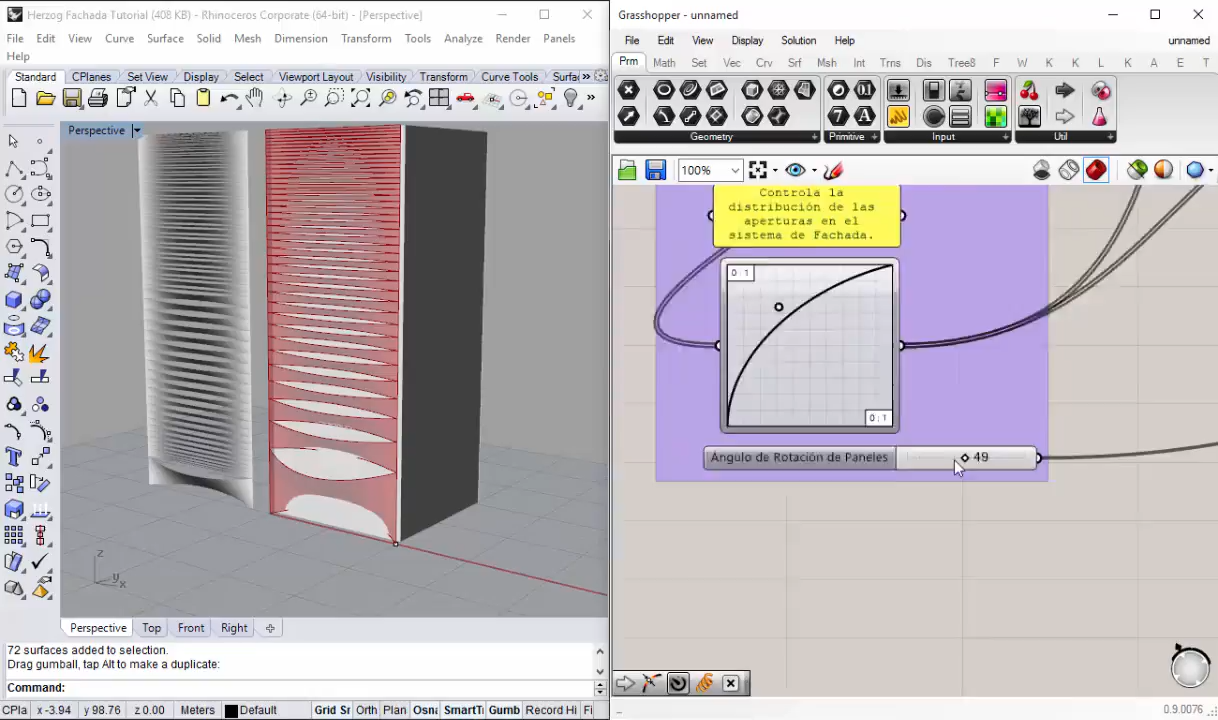 Herzog Fachada Tutorial (408 KB) - Rhinoceros Corporate (64-bit) - [Perspective]
File Edit View Curve Surface Solid Mesh Dimension Transform Tools Analyze Render Panels
Help
Standard CPlanes Set View Display Select Viewport Layout Visibility Transform Curve Tools Surfac »
»
Perspective
z
y
x
Perspective Top Front Right
72 surfaces added to selection.
Drag gumball, tap Alt to make a duplicate:
Command:
CPla x -3.94 y 98.76 z 0.00 Meters Default Grid Sr Ortho Plan Osna SmartTi Gumb Record Hi Fi
Grasshopper - unnamed
File Edit View Display Solution Help unnamed
Prm Math Set Vec Crv Srf Msh Int Trns Dis Tree8 F W K K L K A E T
Geometry Primitive Input Util
100%
Controla la
distribución de las
aperturas en el
sistema de Fachada.
0 : 1
0 : 1
Ángulo de Rotación de Paneles 49
0.9.0076